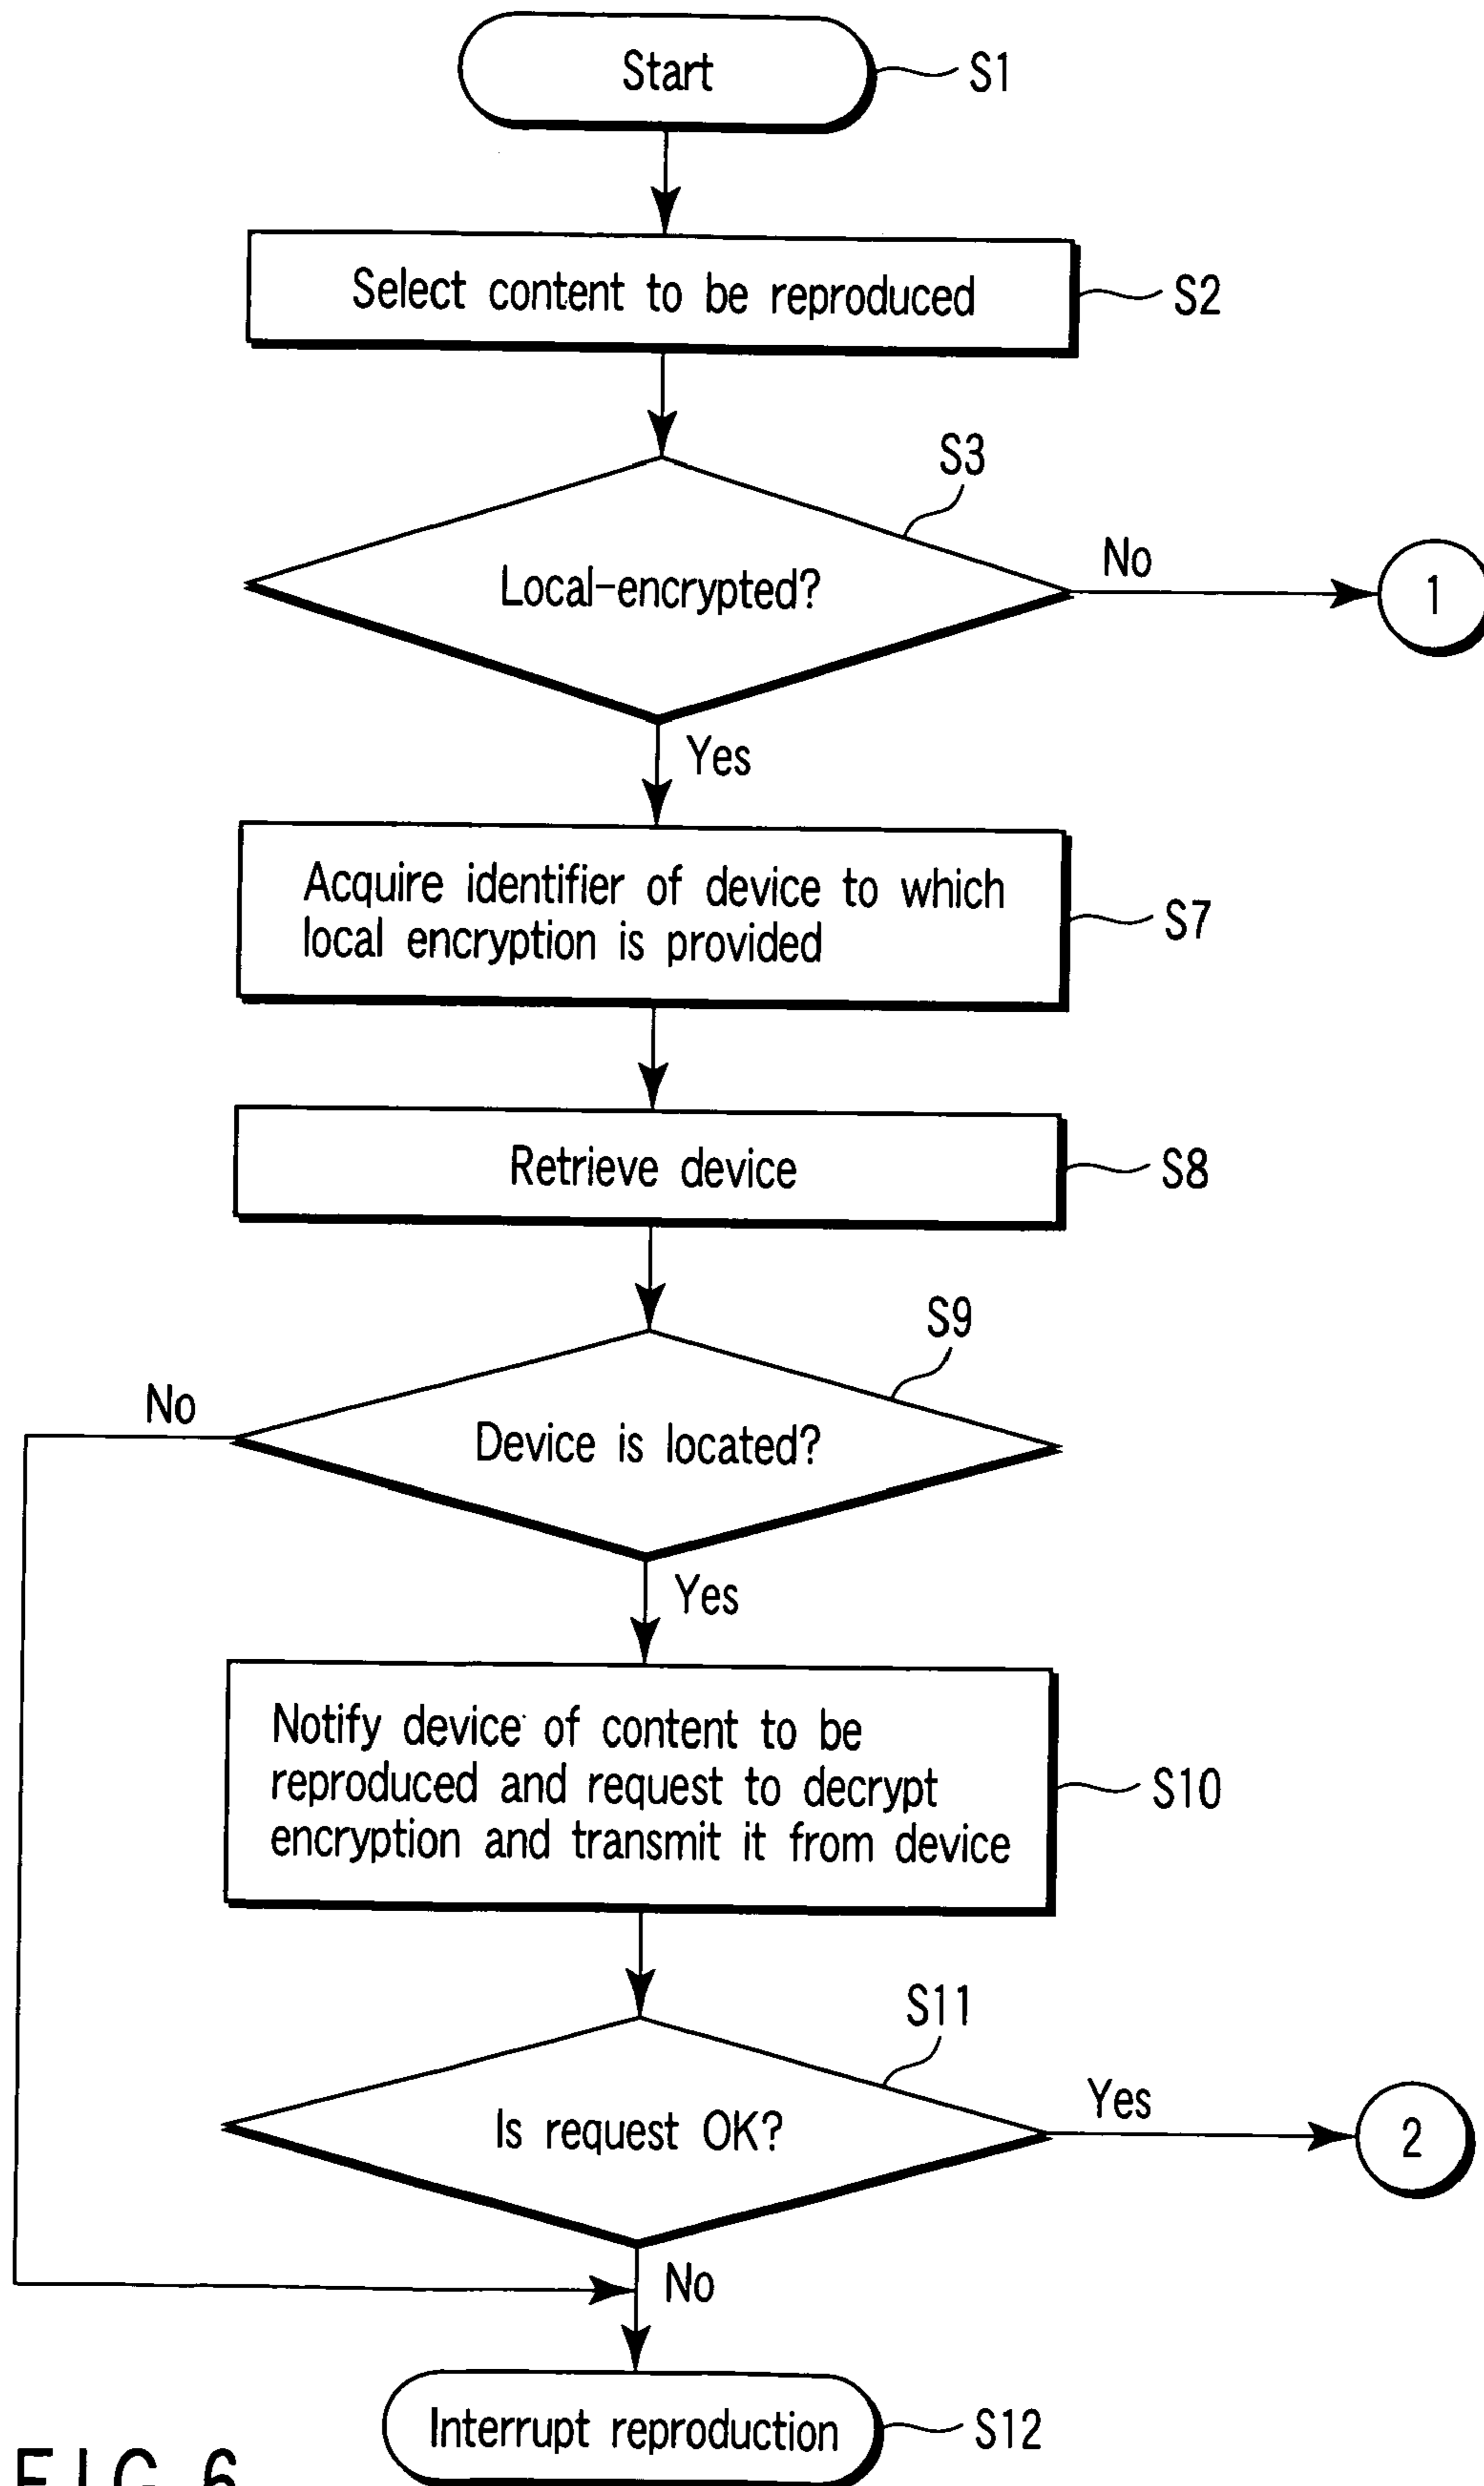 Start
S1
Select content to be reproduced
S2
S3
Local-encrypted?
No
1
Yes
Acquire identifier of device to which
local encryption is provided
S7
Retrieve device
S8
S9
No
Device is located?
Yes
Notify device of content to be
reproduced and request to decrypt
encryption and transmit it from device
S10
S11
Is request OK?
Yes
2
No
Interrupt reproduction
S12
FIG. 6